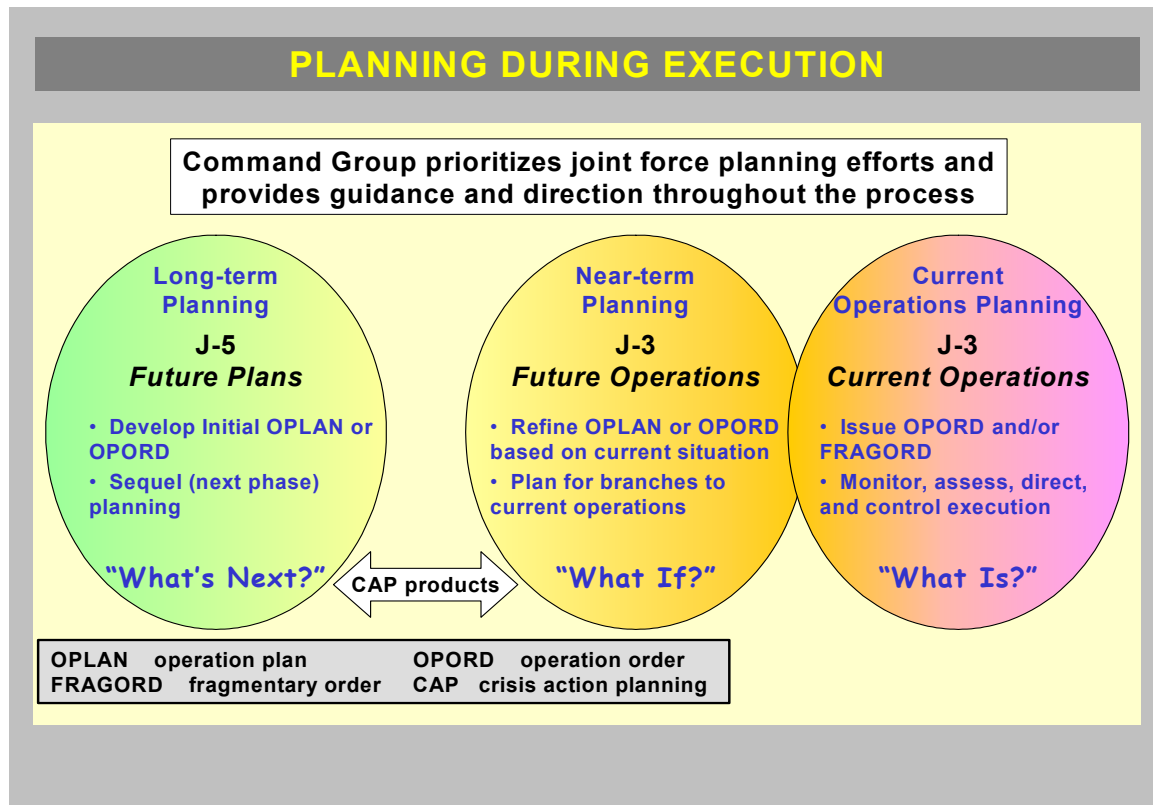 PLANNING DURING EXECUTION
Command Group prioritizes joint force planning efforts and
provides guidance and direction throughout the process
Long-term
Planning
J-5
Future Plans
• Develop Initial OPLAN or
OPORD
• Sequel (next phase)
planning
“What’s Next?”
CAP products
Near-term
Planning
J-3
Future Operations
• Refine OPLAN or OPORD
based on current situation
• Plan for branches to
current operations
“What If?”
Current
Operations Planning
J-3
Current Operations
• Issue OPORD and/or
FRAGORD
• Monitor, assess, direct,
and control execution
“What Is?”
OPLAN operation plan OPORD operation order
FRAGORD fragmentary order CAP crisis action planning